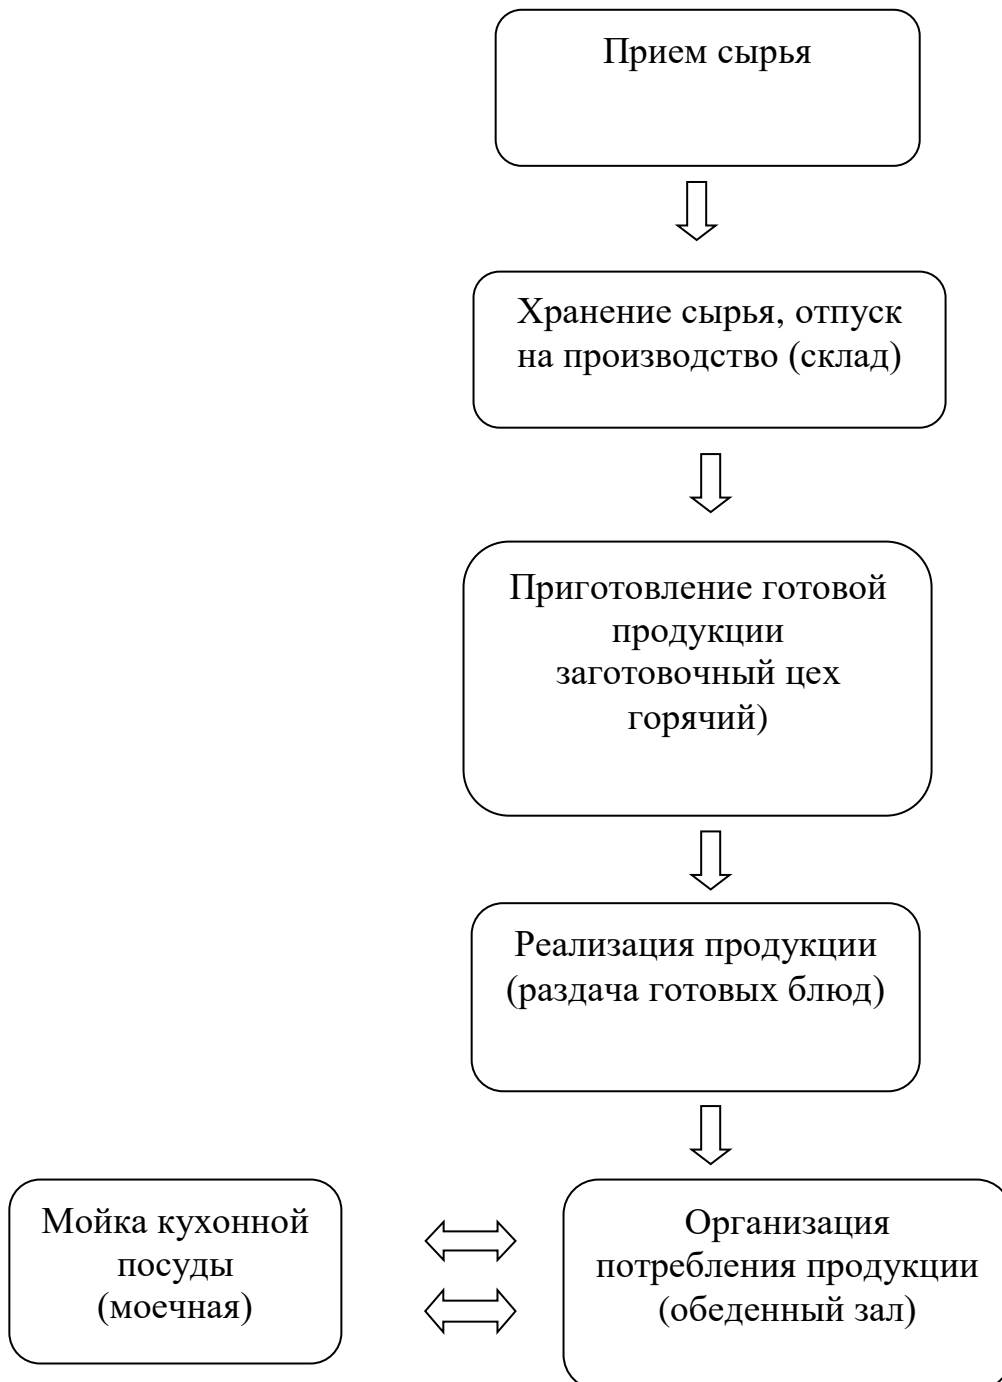 Прием сырья
Хранение сырья, отпуск
на производство (склад)
Приготовление готовой
продукции
заготовочный цех
горячий)
Реализация продукции
(раздача готовых блюд)
Мойка кухонной
посуды
(моечная)
Организация
потребления продукции
(обеденный зал)